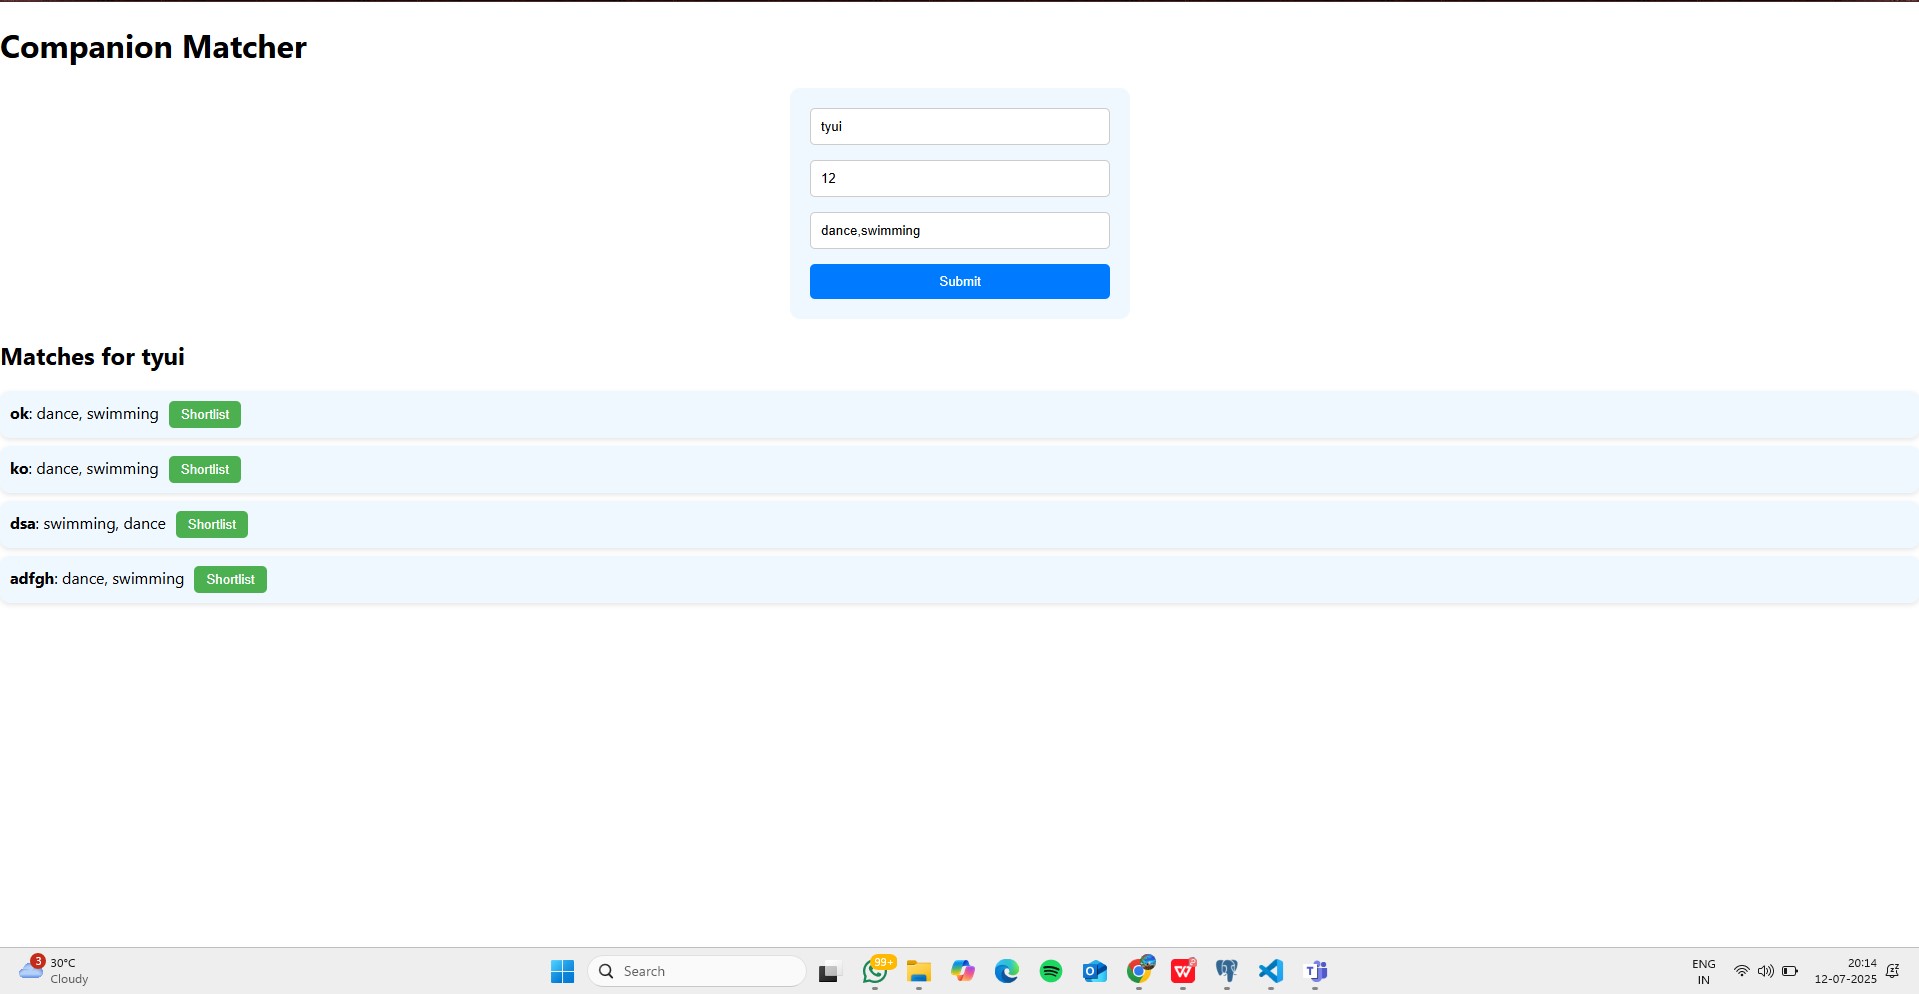 Companion Matcher
tyui
12
dance,swimming
Submit
Matches for tyui
ok: dance, swimming Shortlist
ko: dance, swimming Shortlist
dsa: swimming, dance Shortlist
adfgh: dance, swimming Shortlist
3
30°C
Cloudy
Search
99+
ENG
IN
20:14
12-07-2025